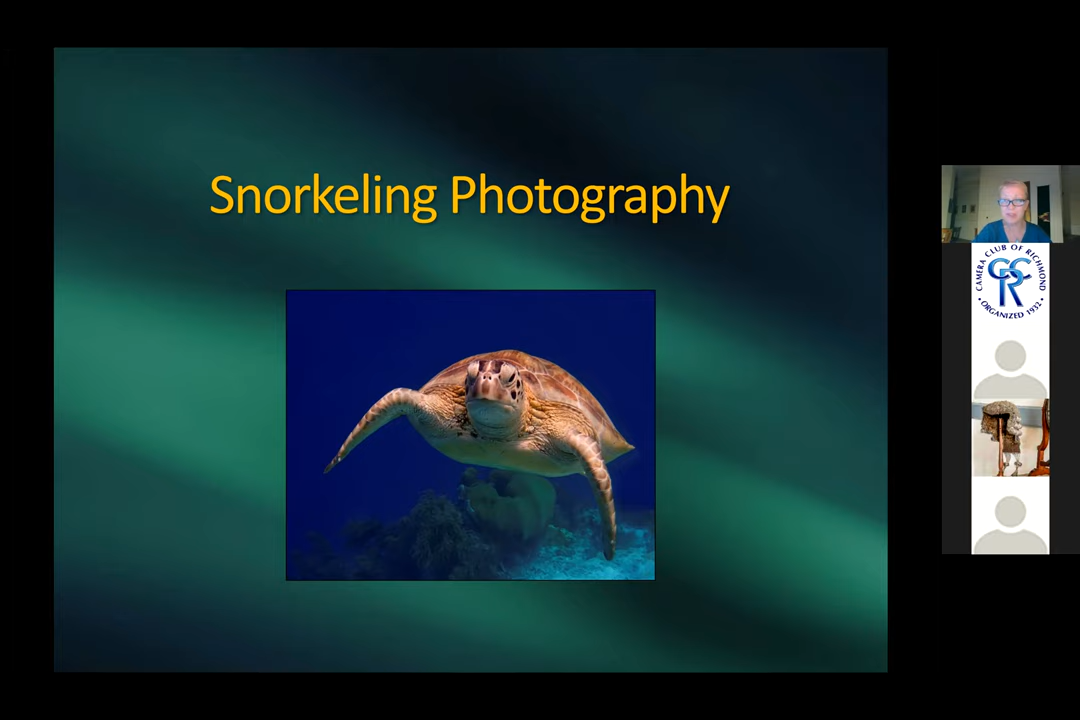 Snorkeling Photography
CAMERA CLUB OF RICHMOND
CCR
• ORGANIZED 1932 •